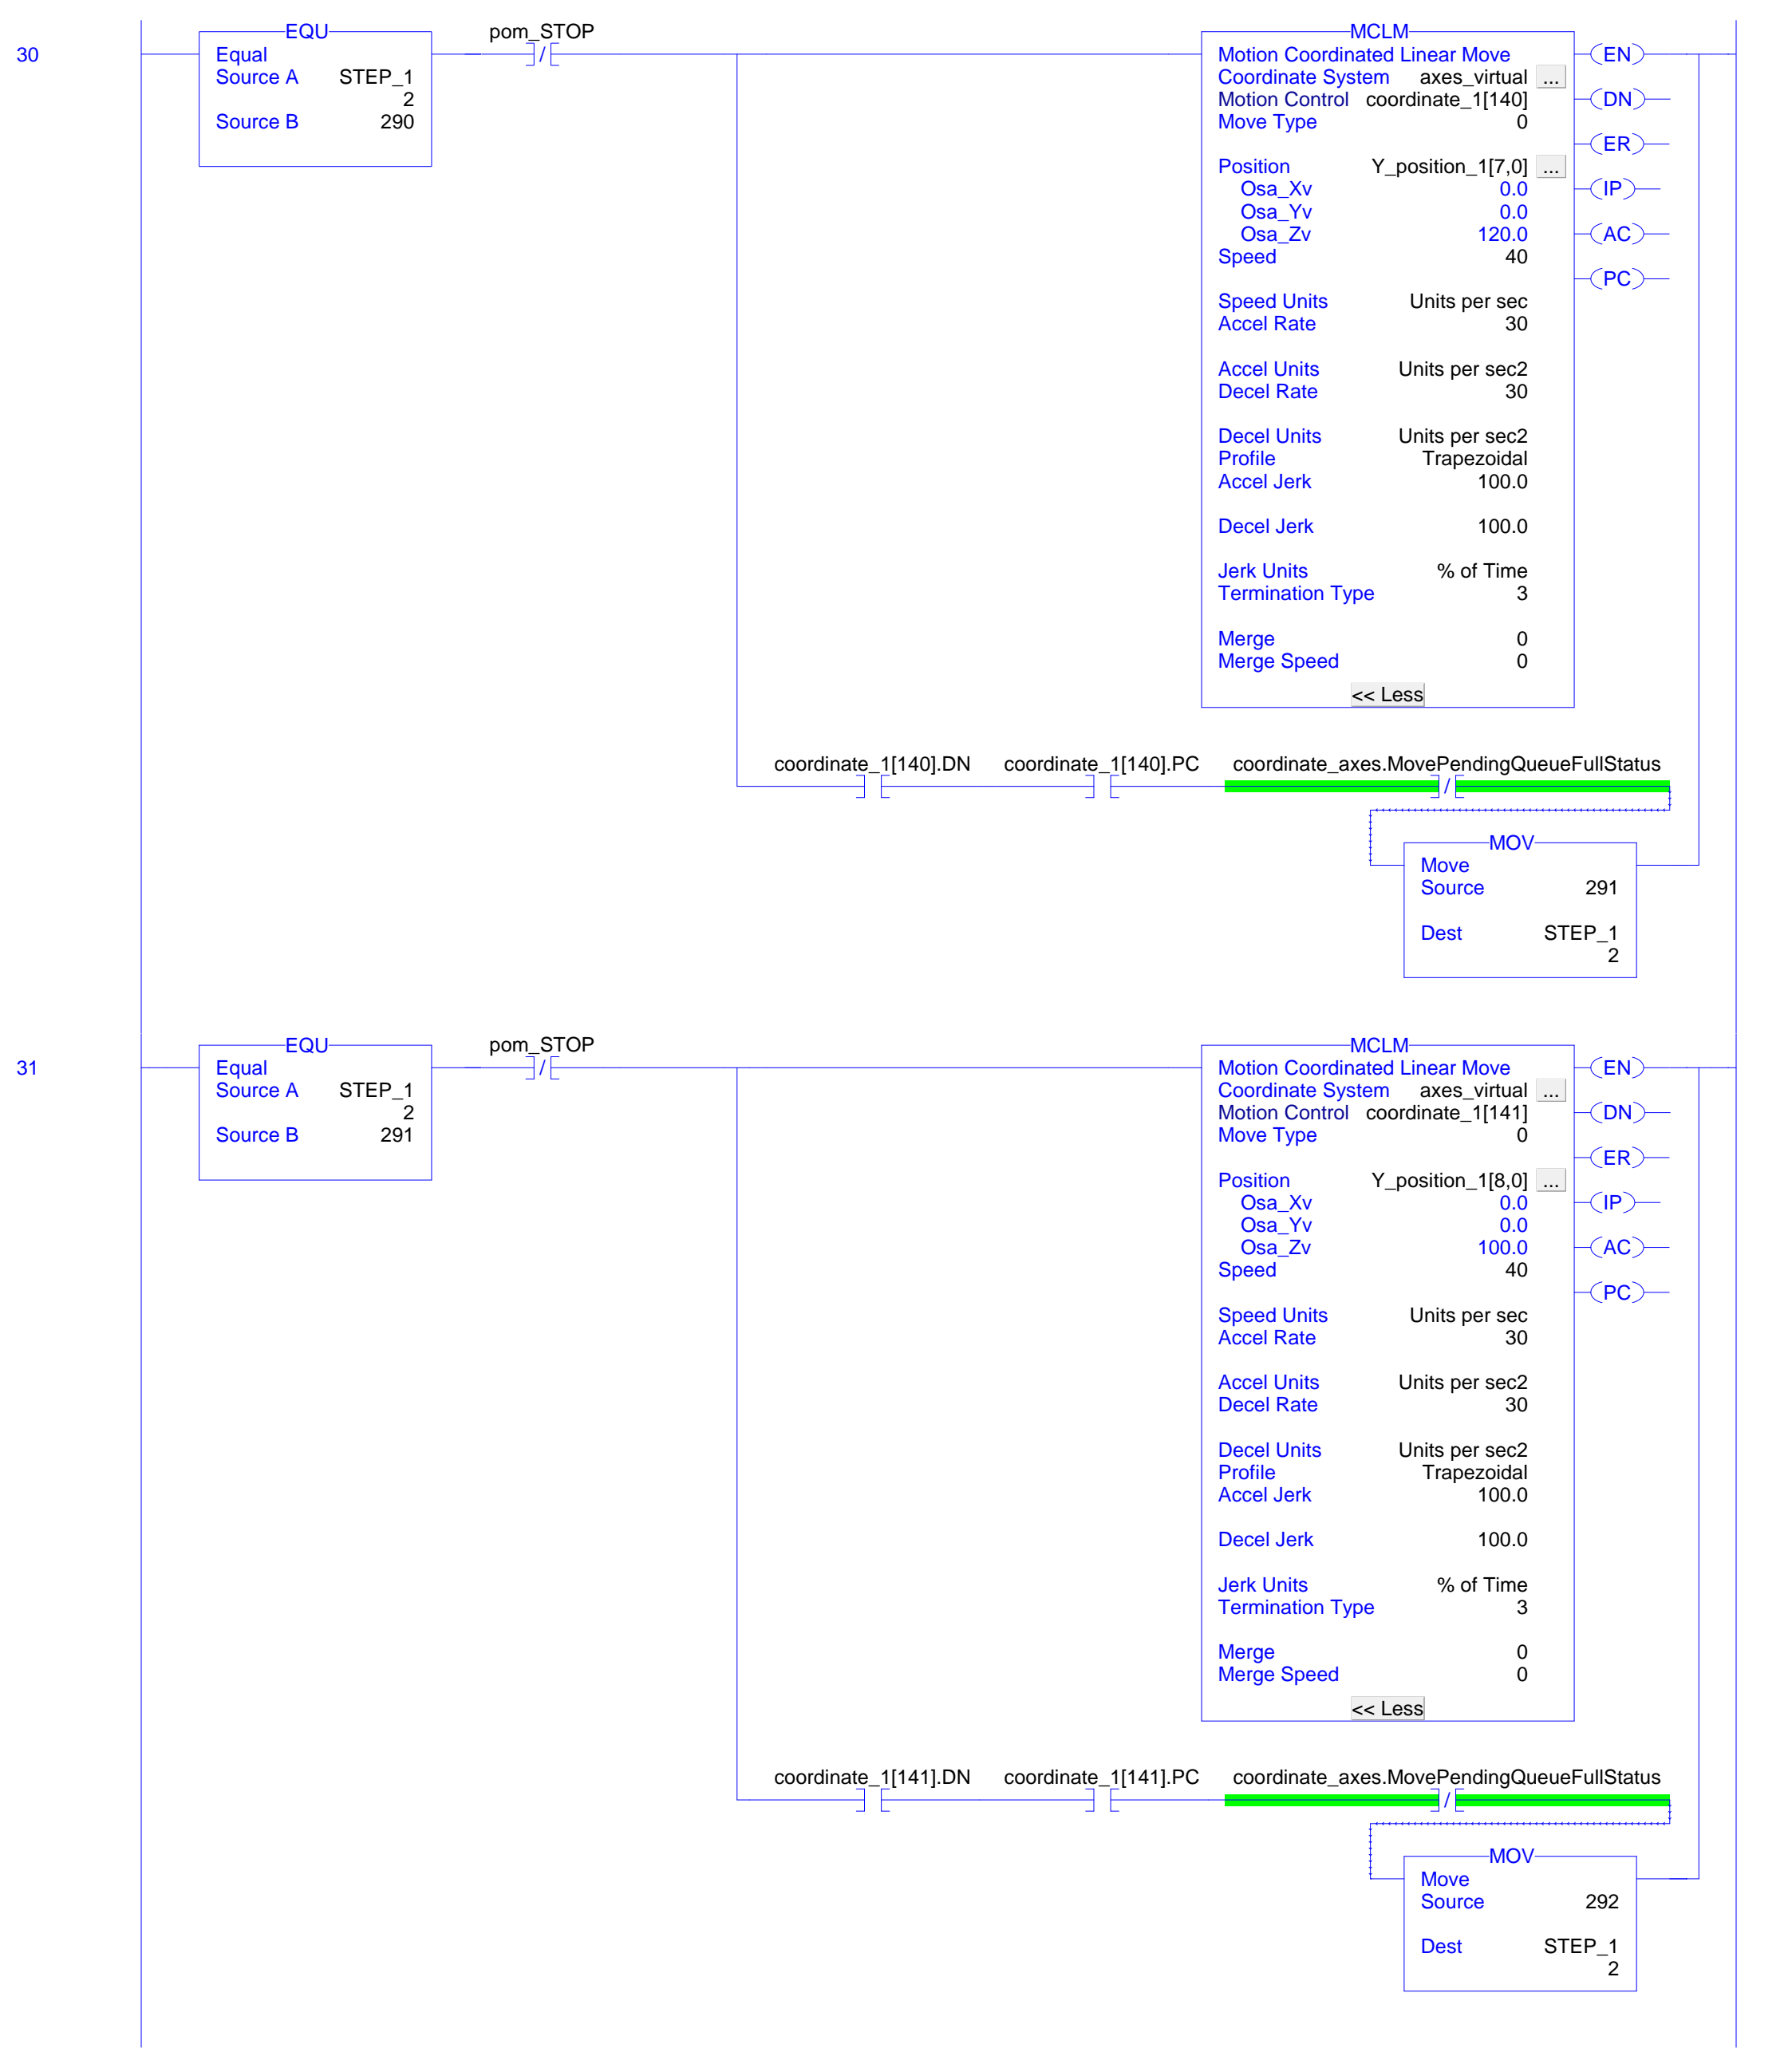 30
EQU
Equal
Source A STEP_1
2
Source B 290
pom_STOP
MCLM
Motion Coordinated Linear Move
Coordinate System axes_virtual ...
Motion Control coordinate_1[140]
Move Type 0
Position Y_position_1[7,0] ...
Osa_Xv 0.0
Osa_Yv 0.0
Osa_Zv 120.0
Speed 40
Speed Units Units per sec
Accel Rate 30
Accel Units Units per sec2
Decel Rate 30
Decel Units Units per sec2
Profile Trapezoidal
Accel Jerk 100.0
Decel Jerk 100.0
Jerk Units % of Time
Termination Type 3
Merge 0
Merge Speed 0
<< Less
EN
DN
ER
IP
AC
PC
coordinate_1[140].DN coordinate_1[140].PC coordinate_axes.MovePendingQueueFullStatus
MOV
Move
Source 291
Dest STEP_1
2
31
EQU
Equal
Source A STEP_1
2
Source B 291
pom_STOP
MCLM
Motion Coordinated Linear Move
Coordinate System axes_virtual ...
Motion Control coordinate_1[141]
Move Type 0
Position Y_position_1[8,0] ...
Osa_Xv 0.0
Osa_Yv 0.0
Osa_Zv 100.0
Speed 40
Speed Units Units per sec
Accel Rate 30
Accel Units Units per sec2
Decel Rate 30
Decel Units Units per sec2
Profile Trapezoidal
Accel Jerk 100.0
Decel Jerk 100.0
Jerk Units % of Time
Termination Type 3
Merge 0
Merge Speed 0
<< Less
EN
DN
ER
IP
AC
PC
coordinate_1[141].DN coordinate_1[141].PC coordinate_axes.MovePendingQueueFullStatus
MOV
Move
Source 292
Dest STEP_1
2